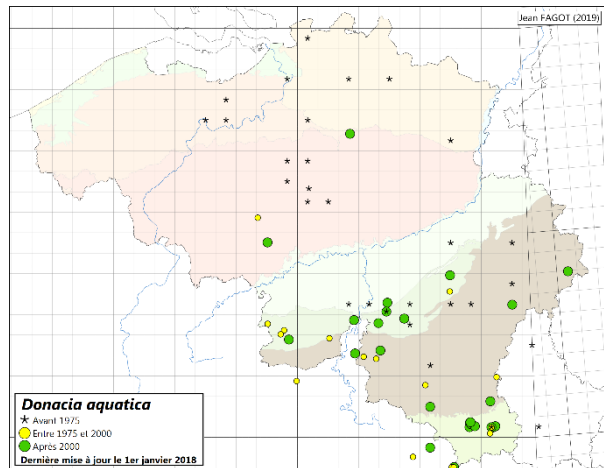 Jean FAGOT (2019)
Donacia aquatica
Avant 1975
Entre 1975 et 2000
Après 2000
Dernière mise à jour le 1er janvier 2018